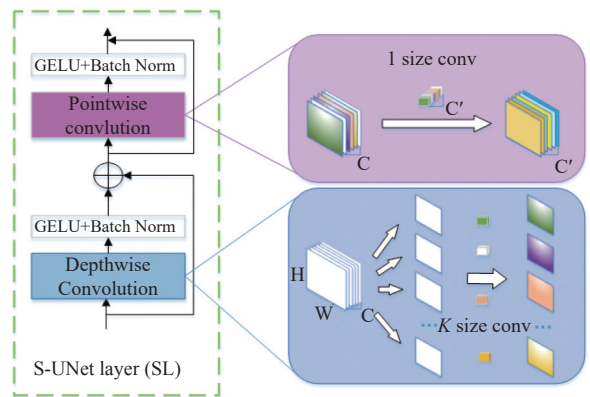 GELU+Batch Norm
Pointwise
convlution
GELU+Batch Norm
Depthwise
Convolution
S-UNet layer (SL)
1 size conv
C′
C
C′
H
W
C
···K size conv···